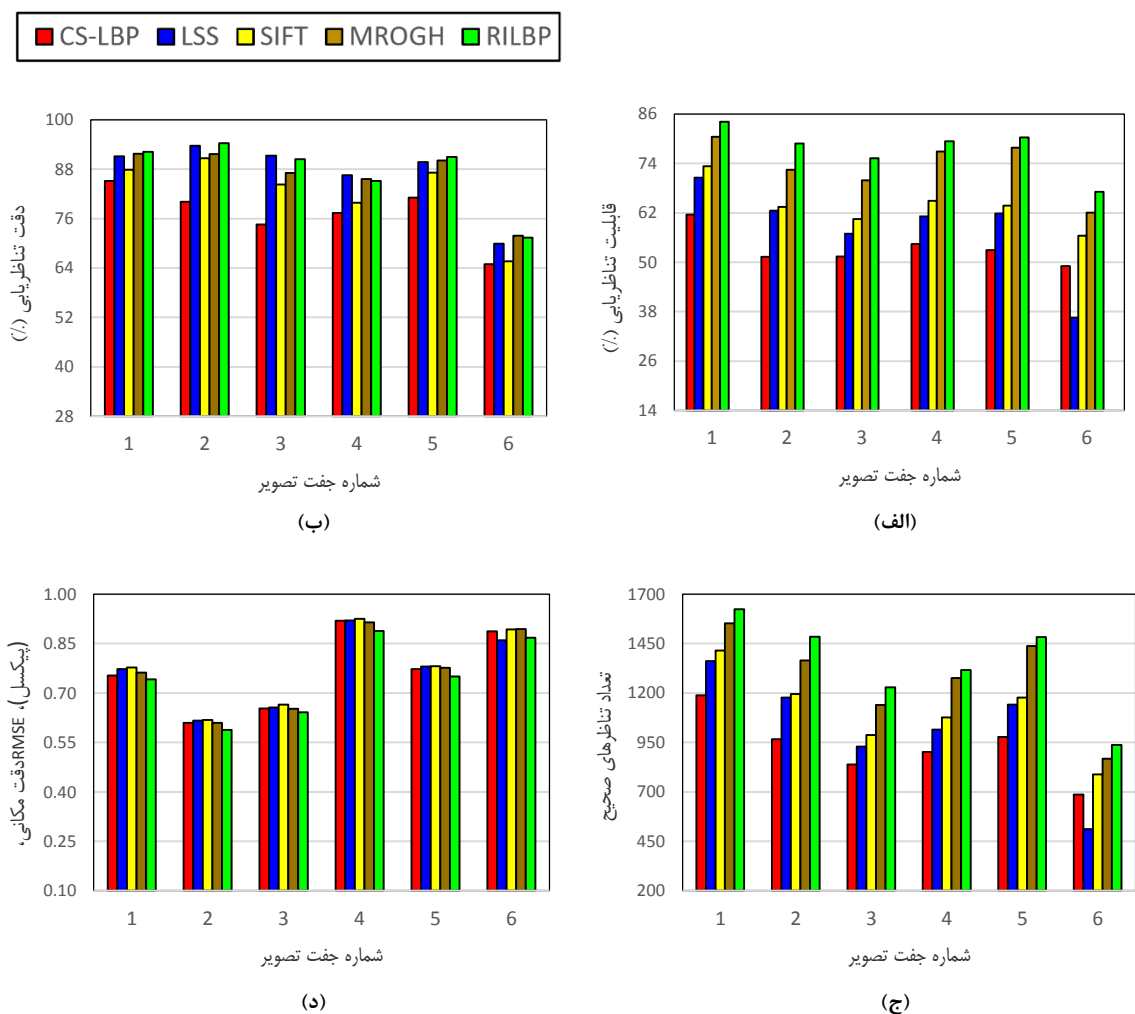 CS-LBP LSS SIFT MROGH RILBP
قابلیت تناظریابی (٪)
86
74
62
50
38
26
14
1 2 3 4 5 6
شماره جفت تصویر
(الف)
دقت تناظریابی (٪)
100
88
76
64
52
40
28
1 2 3 4 5 6
شماره جفت تصویر
(ب)
تعداد تناظرهای صحیح
1700
1450
1200
950
700
450
200
1 2 3 4 5 6
شماره جفت تصویر
(ج)
دقت مکانی، RMSE، (پیکسل)
1.00
0.85
0.70
0.55
0.40
0.25
0.10
1 2 3 4 5 6
شماره جفت تصویر
(د)